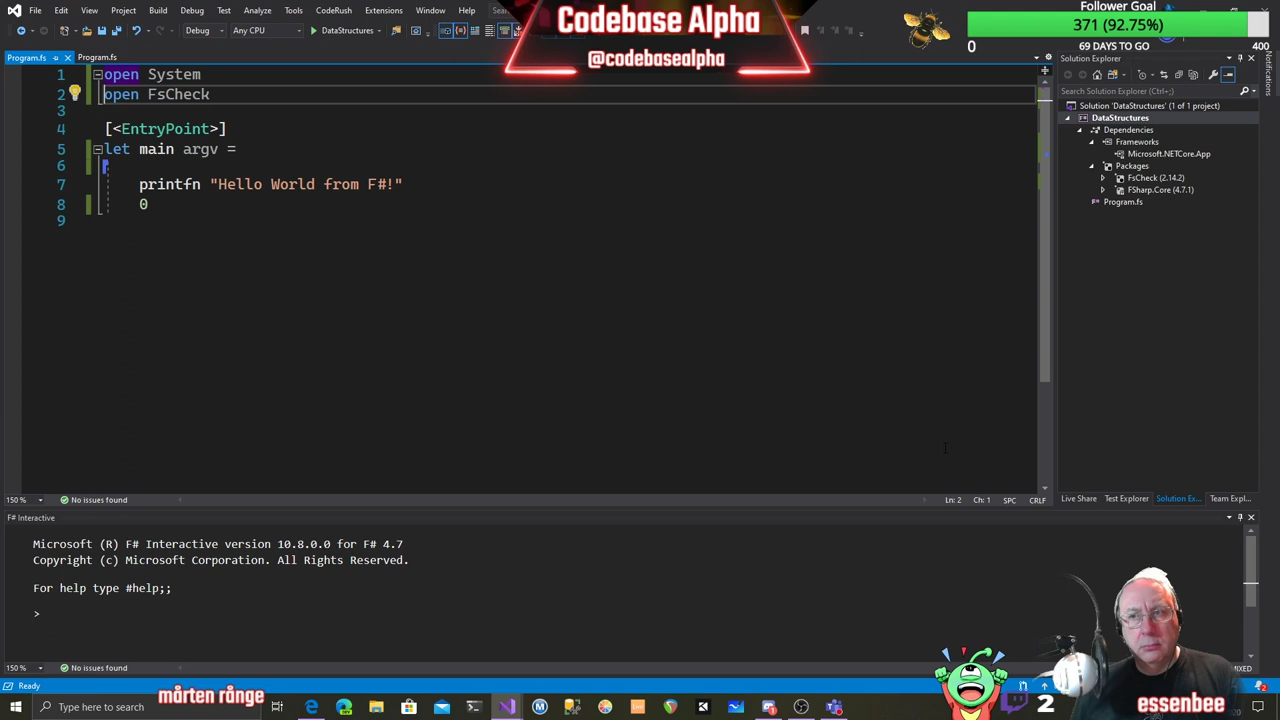 File Edit View Project Build Debug Test Analyze Tools CodeRush Extensions Window Help
Codebase Alpha
@codebasealpha
Follower Goal
371 (92.75%)
0 69 DAYS TO GO 400
Debug Any CPU DataStructures
Program.fs Program.fs
1 open System
2 open FsCheck
3
4 [<EntryPoint>]
5 let main argv =
6
7 printfn "Hello World from F#!"
8 0
9
150 % No issues found Ln: 2 Ch: 1 SPC CRLF
Solution Explorer
Search Solution Explorer (Ctrl+;)
Solution 'DataStructures' (1 of 1 project)
DataStructures
Dependencies
Frameworks
Microsoft.NETCore.App
Packages
FsCheck (2.14.2)
FSharp.Core (4.7.1)
Program.fs
Live Share Test Explorer Solution Ex... Team Expl...
Notifications
F# Interactive
Microsoft (R) F# Interactive version 10.8.0.0 for F# 4.7
Copyright (c) Microsoft Corporation. All Rights Reserved.
For help type #help;;
>
150 % No issues found
Ready
mårten rånge
2
essenbee
Type here to search